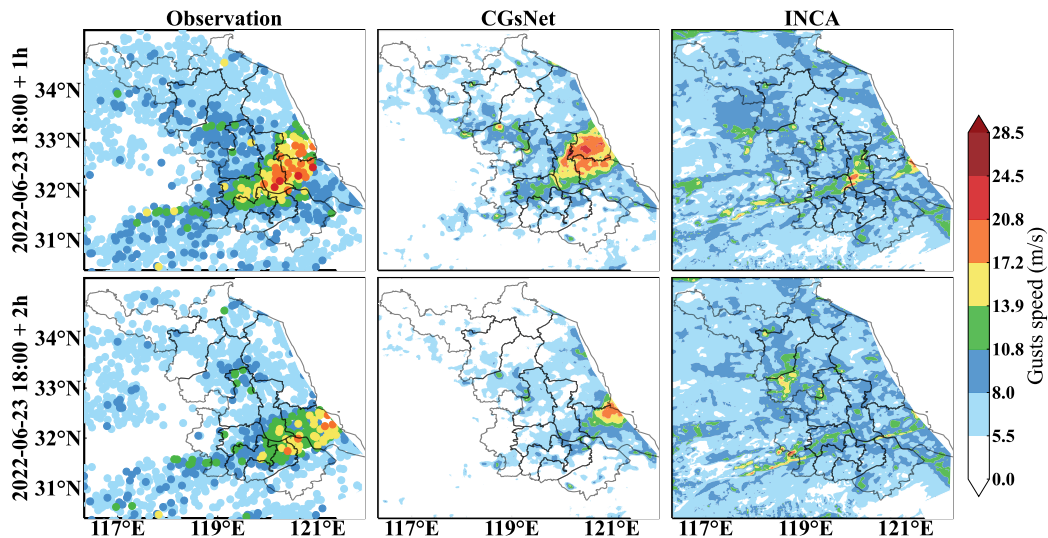 Observation
CGsNet
INCA
2022-06-23 18:00 + 1h
34°N
33°N
32°N
31°N
2022-06-23 18:00 + 2h
34°N
33°N
32°N
31°N
117°E
119°E
121°E
117°E
119°E
121°E
117°E
119°E
121°E
28.5
24.5
20.8
17.2
13.9
10.8
8.0
5.5
0.0
Gusts speed (m/s)